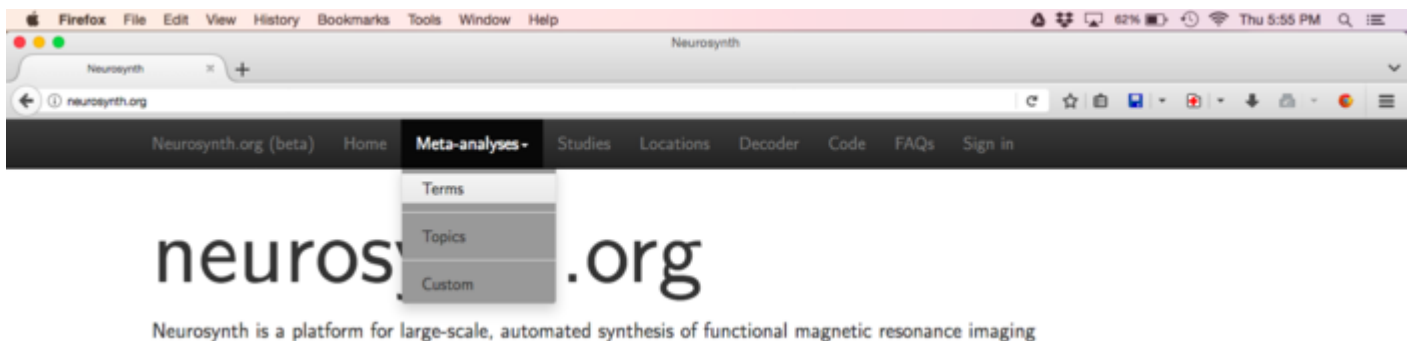 Firefox File Edit View History Bookmarks Tools Window Help 62% Thu 5:55 PM
Neurosynth
Neurosynth
neurosynth.org
Neurosynth.org (beta) Home Meta-analyses Studies Locations Decoder Code FAQs Sign in
Terms
Topics
Custom
neuros .org
Neurosynth is a platform for large-scale, automated synthesis of functional magnetic resonance imaging